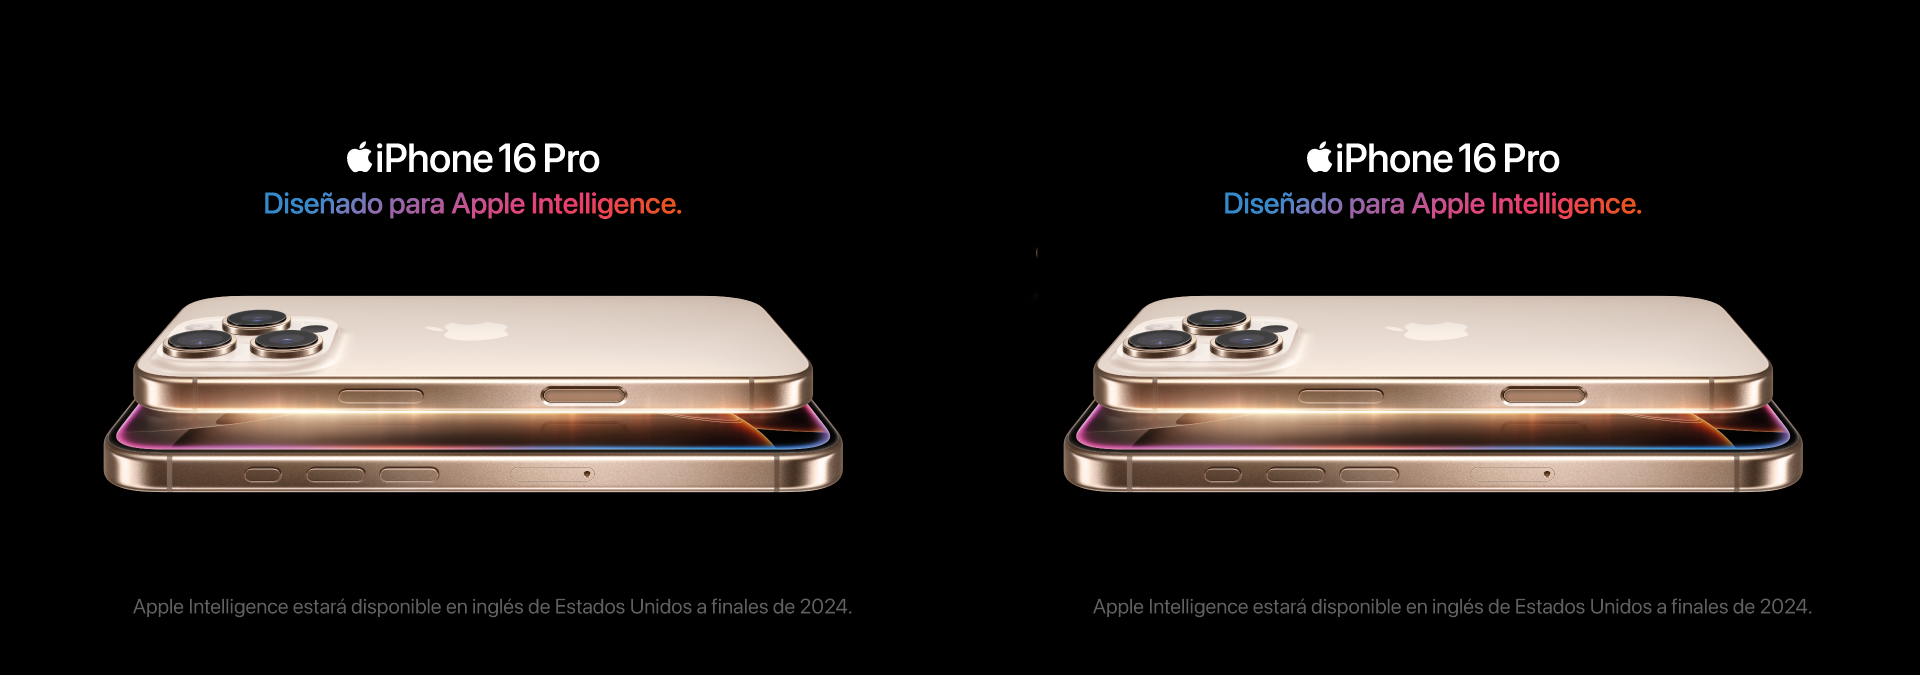 iPhone 16 Pro
Diseñado para Apple Intelligence.
Apple Intelligence estará disponible en inglés de Estados Unidos a finales de 2024.
iPhone 16 Pro
Diseñado para Apple Intelligence.
Apple Intelligence estará disponible en inglés de Estados Unidos a finales de 2024.